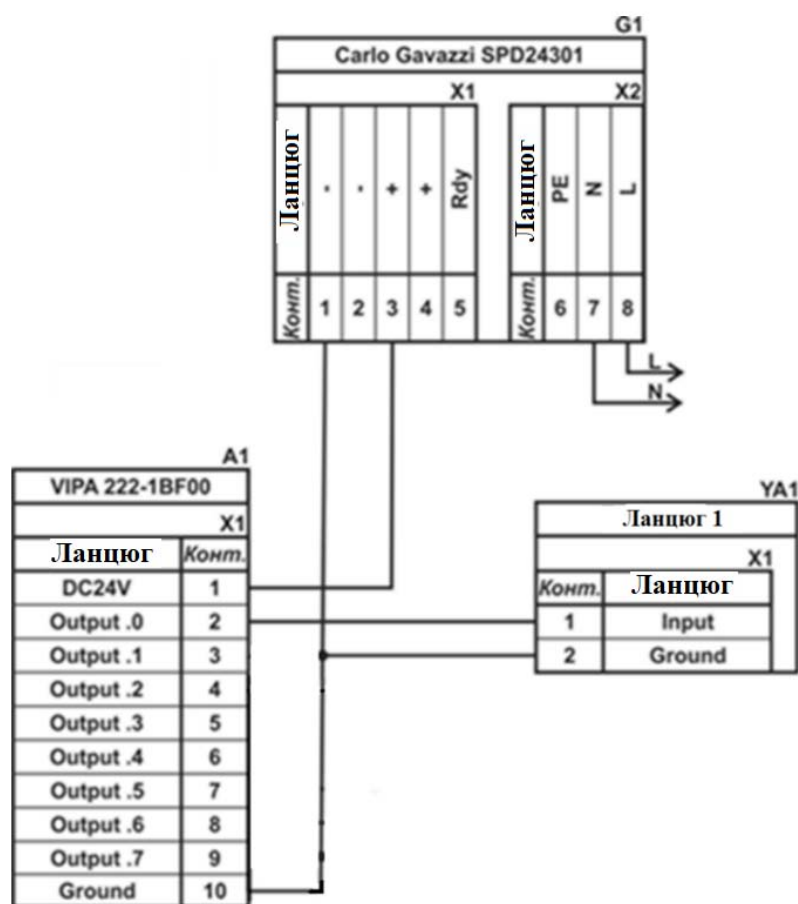 G1
Carlo Gavazzi SPD24301
X1 X2
Ланцюг - - + + Rdy Ланцюг PE N L
Конт. 1 2 3 4 5 Конт. 6 7 8
L
N
A1
VIPA 222-1BF00
X1
Ланцюг Конт.
DC24V 1
Output .0 2
Output .1 3
Output .2 4
Output .3 5
Output .4 6
Output .5 7
Output .6 8
Output .7 9
Ground 10
YA1
Ланцюг 1
X1
Конт. Ланцюг
1 Input
2 Ground